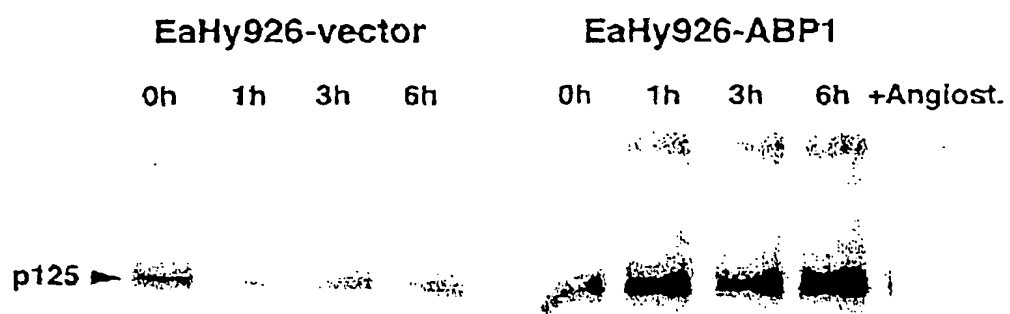 EaHy926-vector EaHy926-ABP1
0h 1h 3h 6h 0h 1h 3h 6h +Angiost.
p125